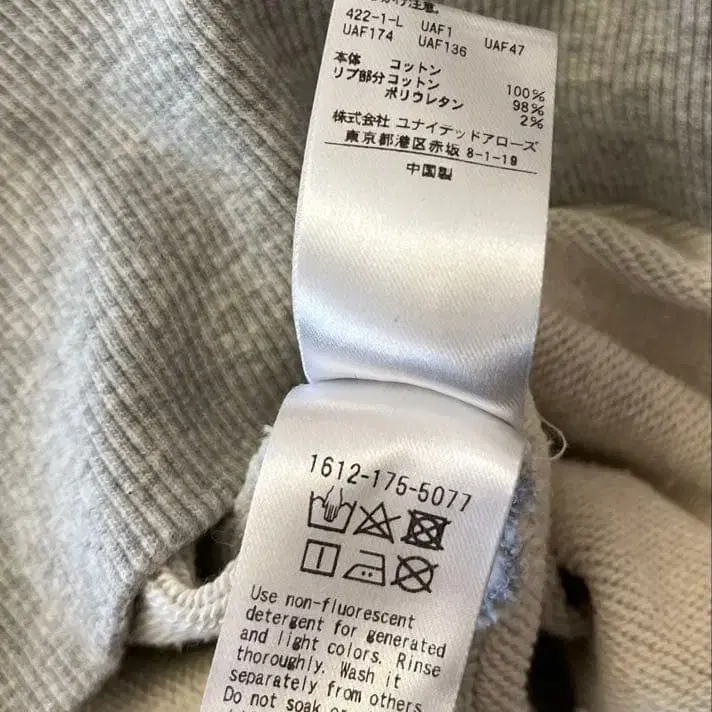 422-1-L UAF1 UAF47
UAF174 UAF136
本体 コットン 100%
リブ部分コットン 98%
ポリウレタン 2%
株式会社 ユナイテッドアローズ
東京都港区赤坂 8-1-19
中国製
1612-175-5077
Use non-fluorescent
detergent for generated
and light colors. Rinse
thoroughly. Wash it
separately from others
Do not soak